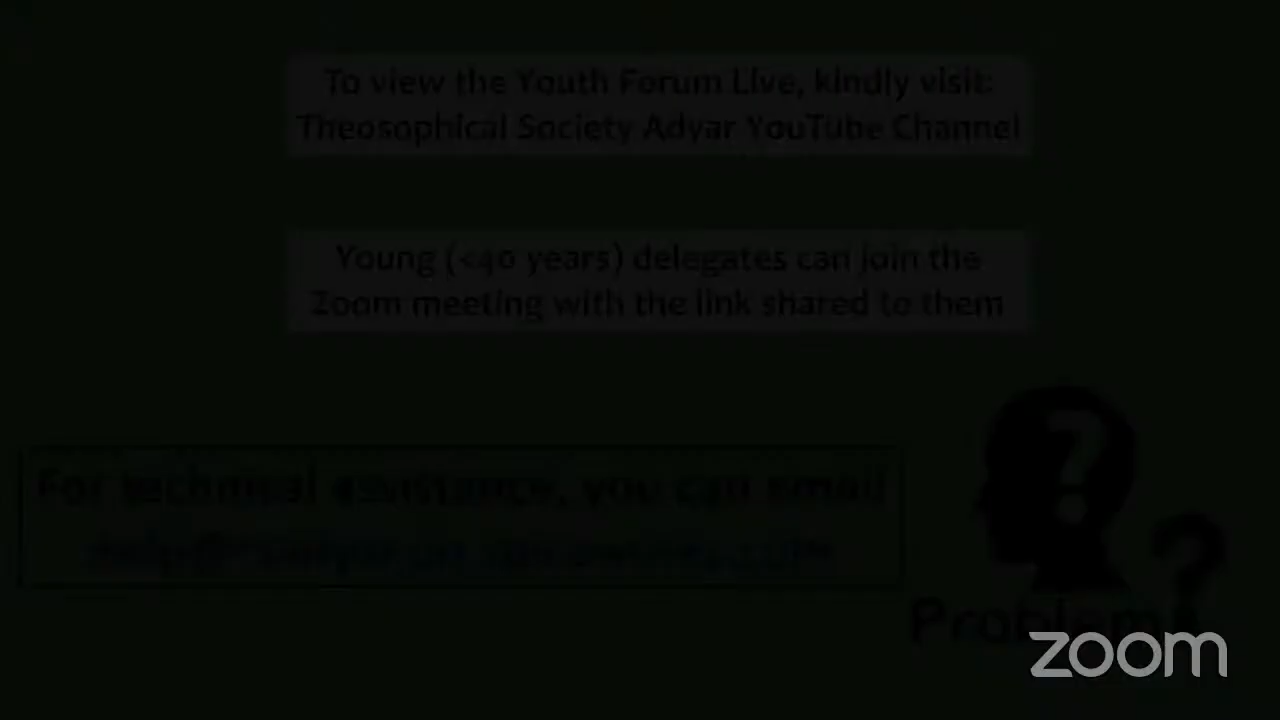 To view the Youth Forum Live, kindly visit:
Theosophical Society Adyar YouTube Channel
Young (<40 years) delegates can join the
Zoom meeting with the link shared to them
For technical assistance, you can email
Problem
zoom